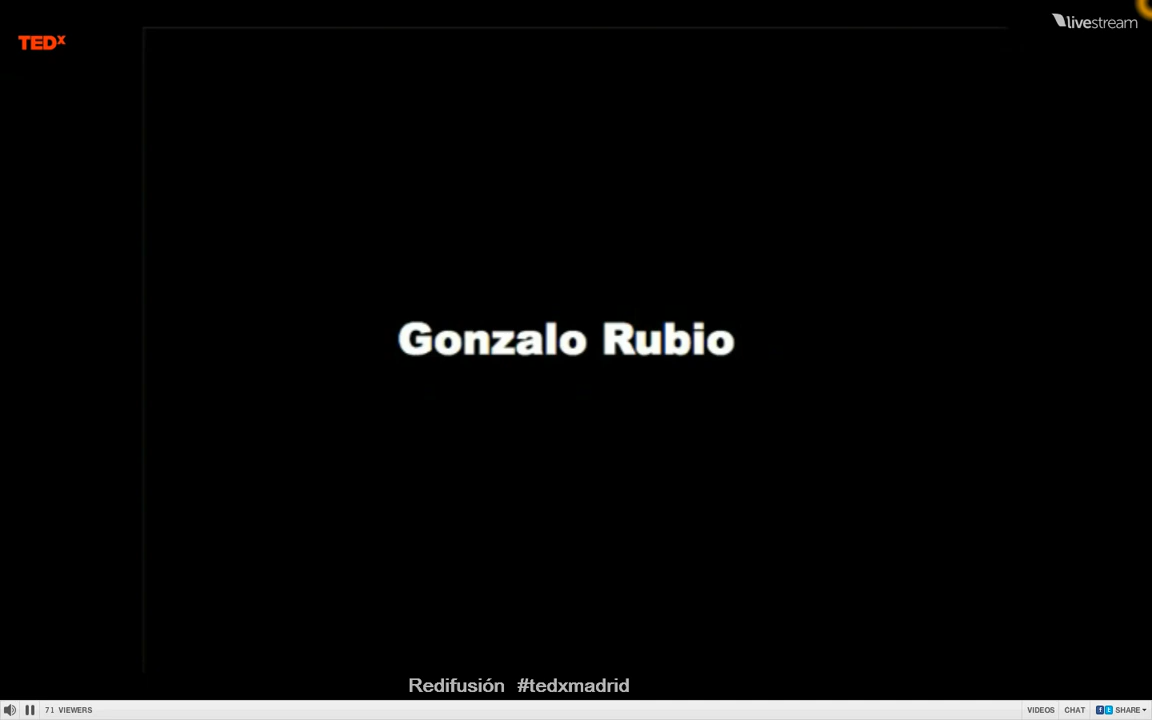 TEDx
livestream
Gonzalo Rubio
Redifusión #tedxmadrid
71 VIEWERS
VIDEOS CHAT f t SHARE